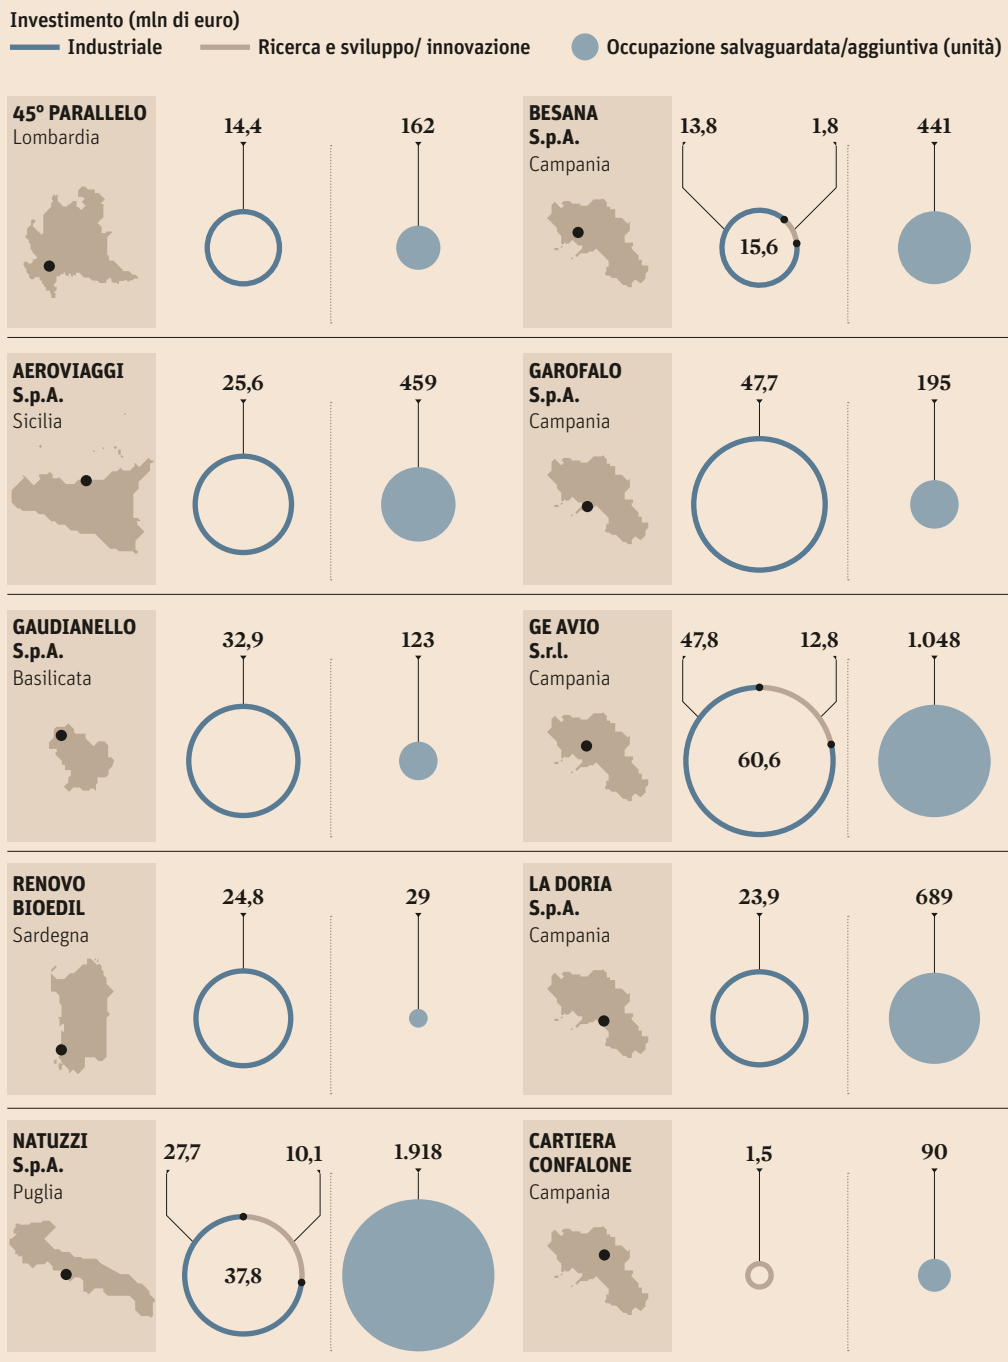 Investimento (mln di euro)
Industriale
Ricerca e sviluppo/ innovazione
Occupazione salvaguardata/aggiuntiva (unità)
45° PARALLELO
Lombardia
14,4
162
BESANA
S.p.A.
Campania
13,8
1,8
441
15,6
AEROVIAGGI
S.p.A.
Sicilia
25,6
459
GAROFALO
S.p.A.
Campania
47,7
195
GAUDIANELLO
S.p.A.
Basilicata
32,9
123
GE AVIO
S.r.l.
Campania
47,8
12,8
1.048
60,6
RENOVO
BIOEDIL
Sardegna
24,8
29
LA DORIA
S.p.A.
Campania
23,9
689
NATUZZI
S.p.A.
Puglia
27,7
10,1
1.918
37,8
CARTIERA
CONFALONE
Campania
1,5
90